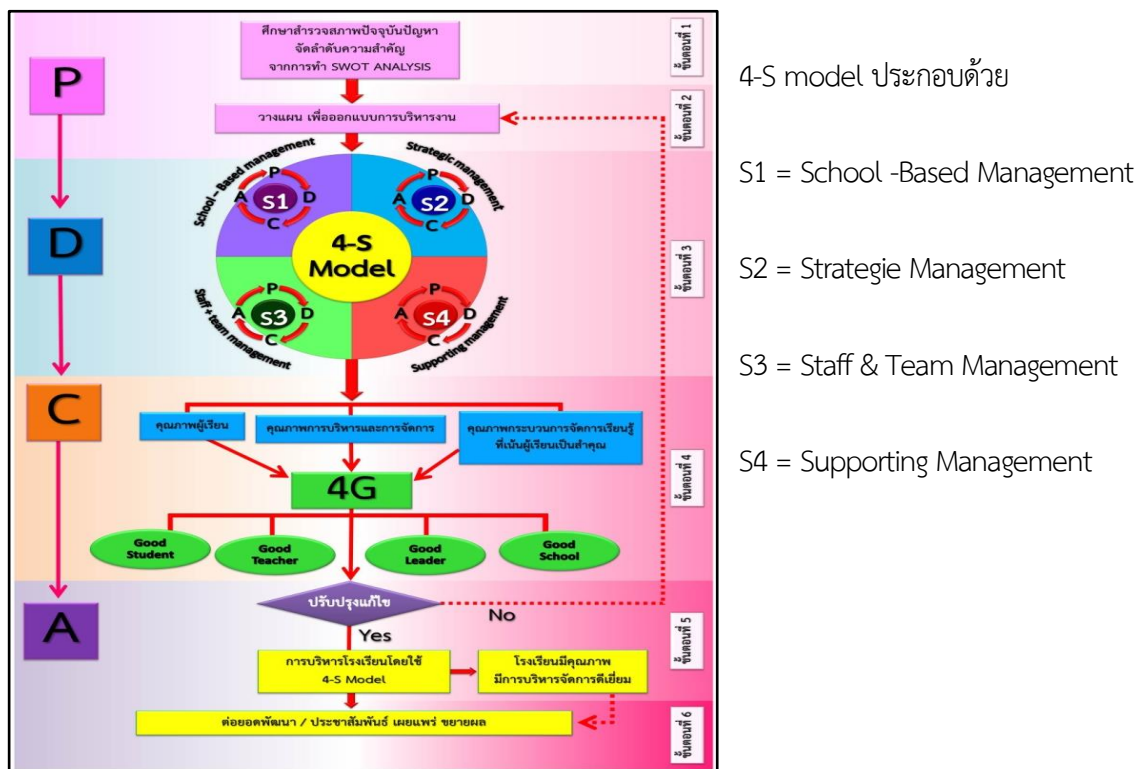 ศึกษาสำรวจสภาพปัจจุบันปัญหา
จัดลำดับความสำคัญ
จากการทำ SWOT ANALYSIS
ขั้นตอนที่ 1
P
วางแผน เพื่อออกแบบการบริหารงาน
ขั้นตอนที่ 2
School - Based management
Strategic management
P
A S1 D
C
P
A S2 D
C
D
4-S
Model
ขั้นตอนที่ 3
P
A S3 D
C
P
A S4 D
C
Staff + team management
Supporting management
C
คุณภาพผู้เรียน
คุณภาพการบริหารและการจัดการ
คุณภาพกระบวนการจัดการเรียนรู้
ที่เน้นผู้เรียนเป็นสำคุณ
4G
ขั้นตอนที่ 4
Good
Student
Good
Teacher
Good
Leader
Good
School
A
ปรับปรุงแก้ไข
No
Yes
ขั้นตอนที่ 5
การบริหารโรงเรียนโดยใช้
4-S Model
โรงเรียนมีคุณภาพ
มีการบริหารจัดการดีเยี่ยม
ต่อยอดพัฒนา / ประชาสัมพันธ์ เผยแพร่ ขยายผล
ขั้นตอนที่ 6
4-S model ประกอบด้วย
S1 = School -Based Management
S2 = Strategie Management
S3 = Staff & Team Management
S4 = Supporting Management